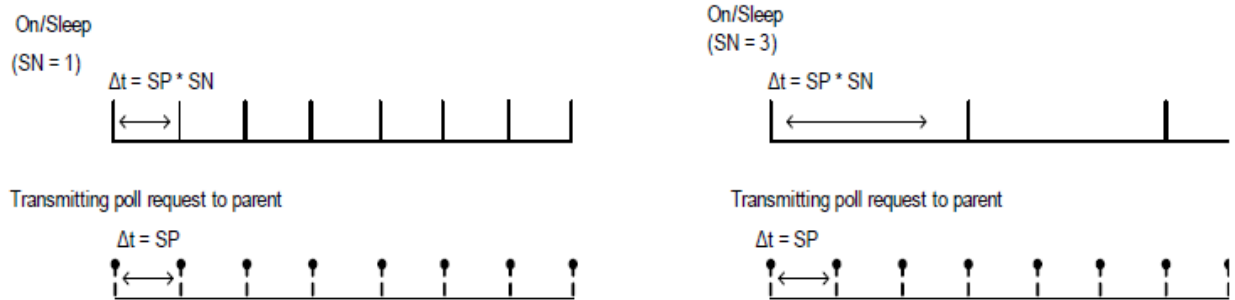 On/Sleep
(SN = 1)
Δt = SP * SN
Transmitting poll request to parent
Δt = SP
On/Sleep
(SN = 3)
Δt = SP * SN
Transmitting poll request to parent
Δt = SP